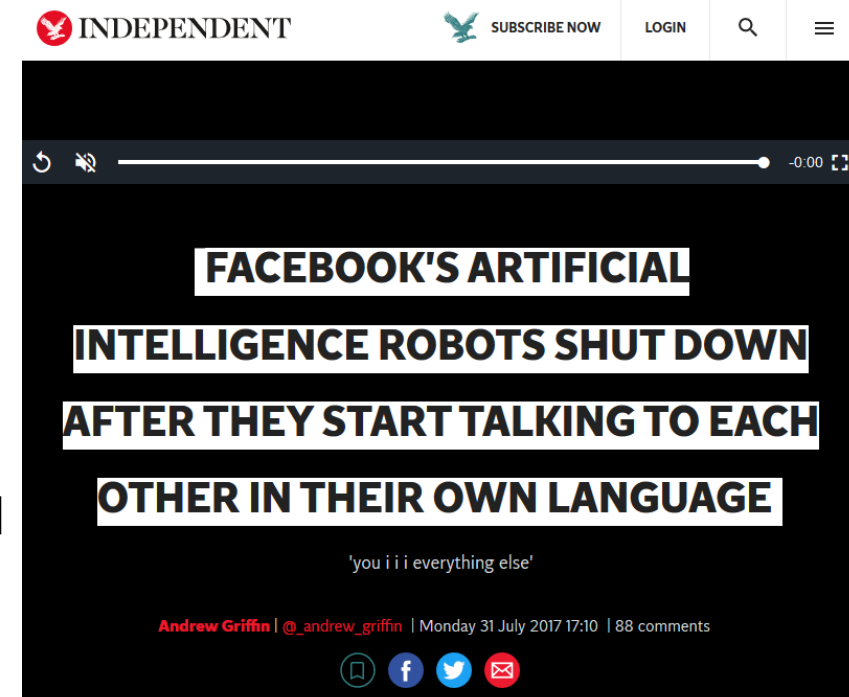 INDEPENDENT
SUBSCRIBE NOW
LOGIN
-0:00
FACEBOOK'S ARTIFICIAL
INTELLIGENCE ROBOTS SHUT DOWN
AFTER THEY START TALKING TO EACH
OTHER IN THEIR OWN LANGUAGE
'you i i i everything else'
Andrew Griffin | @_andrew_griffin | Monday 31 July 2017 17:10 | 88 comments